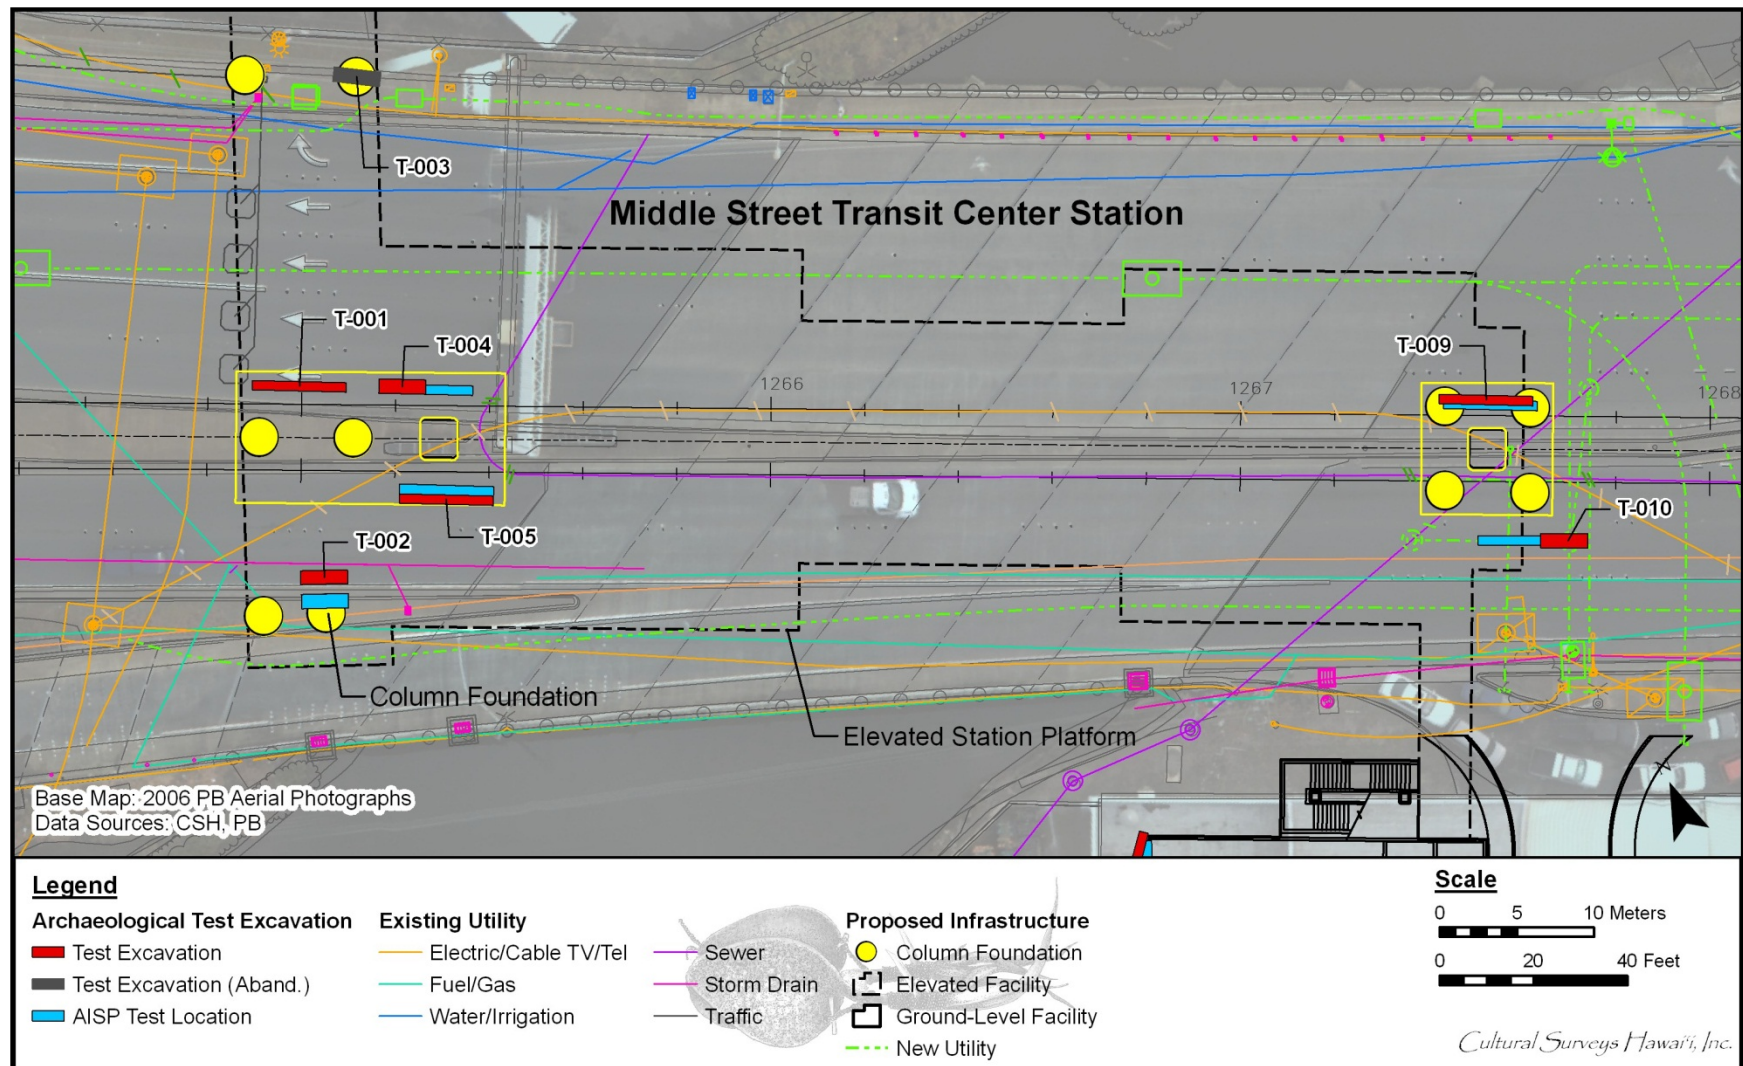 T-003
Middle Street Transit Center Station
T-001
T-004
T-009
1266
1267
1268
T-010
T-005
T-002
Column Foundation
Elevated Station Platform
Base Map: 2006 PB Aerial Photographs
Data Sources: CSH, PB
N
Legend
Archaeological Test Excavation
Test Excavation
Test Excavation (Aband.)
AISP Test Location
Existing Utility
Electric/Cable TV/Tel
Fuel/Gas
Water/Irrigation
Sewer
Storm Drain
Traffic
Proposed Infrastructure
Column Foundation
Elevated Facility
Ground-Level Facility
New Utility
Scale
0 5 10 Meters
0 20 40 Feet
Cultural Surveys Hawai'i, Inc.